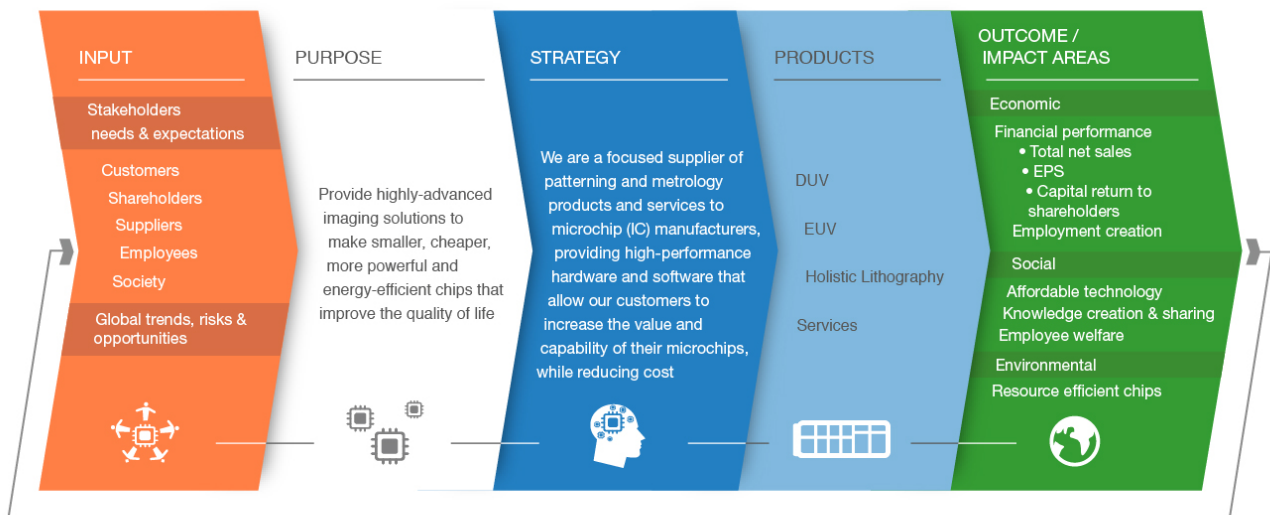 INPUT
Stakeholders
needs & expectations
Customers
Shareholders
Suppliers
Employees
Society
Global trends, risks &
opportunities
PURPOSE
Provide highly-advanced
imaging solutions to
make smaller, cheaper,
more powerful and
energy-efficient chips that
improve the quality of life
STRATEGY
We are a focused supplier of
patterning and metrology
products and services to
microchip (IC) manufacturers,
providing high-performance
hardware and software that
allow our customers to
increase the value and
capability of their microchips,
while reducing cost
PRODUCTS
DUV
EUV
Holistic Lithography
Services
OUTCOME /
IMPACT AREAS
Economic
Financial performance
• Total net sales
• EPS
• Capital return to
shareholders
Employment creation
Social
Affordable technology
Knowledge creation & sharing
Employee welfare
Environmental
Resource efficient chips